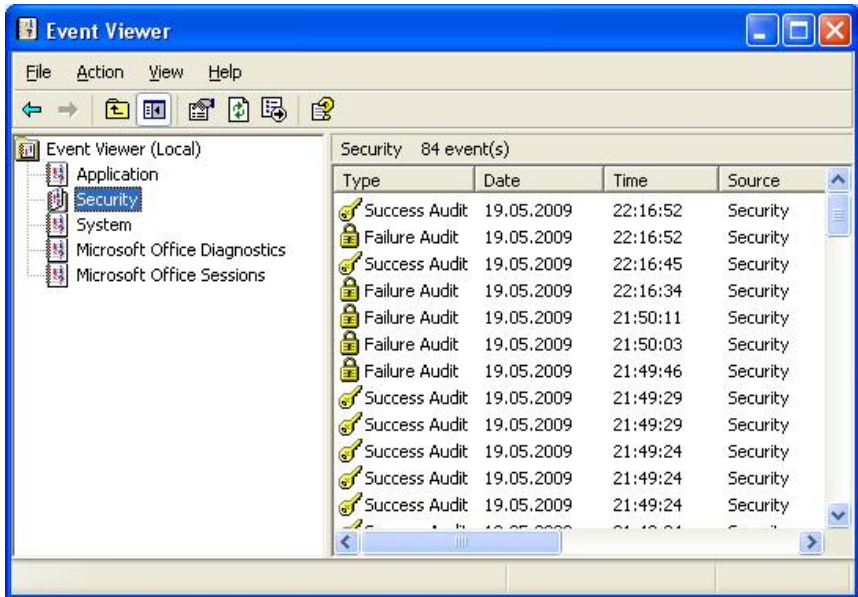 Event Viewer
File Action View Help
Event Viewer (Local)
Application
Security
System
Microsoft Office Diagnostics
Microsoft Office Sessions
Security 84 event(s)
Type Date Time Source
Success Audit 19.05.2009 22:16:52 Security
Failure Audit 19.05.2009 22:16:52 Security
Success Audit 19.05.2009 22:16:45 Security
Failure Audit 19.05.2009 22:16:34 Security
Failure Audit 19.05.2009 21:50:11 Security
Failure Audit 19.05.2009 21:50:03 Security
Failure Audit 19.05.2009 21:49:46 Security
Success Audit 19.05.2009 21:49:29 Security
Success Audit 19.05.2009 21:49:29 Security
Success Audit 19.05.2009 21:49:24 Security
Success Audit 19.05.2009 21:49:24 Security
Success Audit 19.05.2009 21:49:24 Security